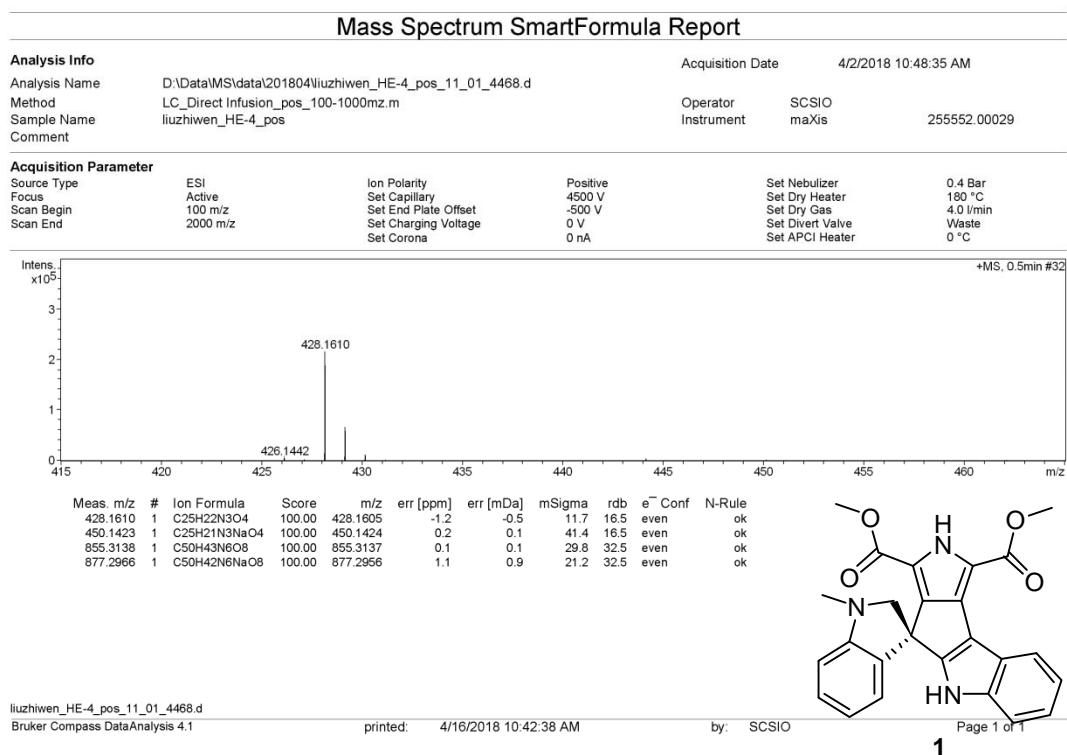 Mass Spectrum SmartFormula Report
Analysis Info
Acquisition Date 4/2/2018 10:48:35 AM
Analysis Name D:\Data\MS\data\201804\liuzhiwen_HE-4_pos_11_01_4468.d
Method LC_Direct Infusion_pos_100-1000mz.m Operator SCSIO
Sample Name liuzhiwen_HE-4_pos Instrument maXis 255552.00029
Comment
Acquisition Parameter
Source Type ESI Ion Polarity Positive Set Nebulizer 0.4 Bar
Focus Active Set Capillary 4500 V Set Dry Heater 180 °C
Scan Begin 100 m/z Set End Plate Offset -500 V Set Dry Gas 4.0 l/min
Scan End 2000 m/z Set Charging Voltage 0 V Set Divert Valve Waste
Set Corona 0 nA Set APCI Heater 0 °C
Intens. +MS, 0.5min #32
x10⁵
3
428.1610
2
1
426.1442
0
415 420 425 430 435 440 445 450 455 460 m/z
Meas. m/z # Ion Formula Score m/z err [ppm] err [mDa] mSigma rdb e⁻ Conf N-Rule
428.1610 1 C25H22N3O4 100.00 428.1605 -1.2 -0.5 11.7 16.5 even ok
450.1423 1 C25H21N3NaO4 100.00 450.1424 0.2 0.1 41.4 16.5 even ok
855.3138 1 C50H43N6O8 100.00 855.3137 0.1 0.1 29.8 32.5 even ok
877.2966 1 C50H42N6NaO8 100.00 877.2956 1.1 0.9 21.2 32.5 even ok
O H O
N
O O
N
HN
liuzhiwen_HE-4_pos_11_01_4468.d
Bruker Compass DataAnalysis 4.1 printed: 4/16/2018 10:42:38 AM by: SCSIO Page 1 of 1
1